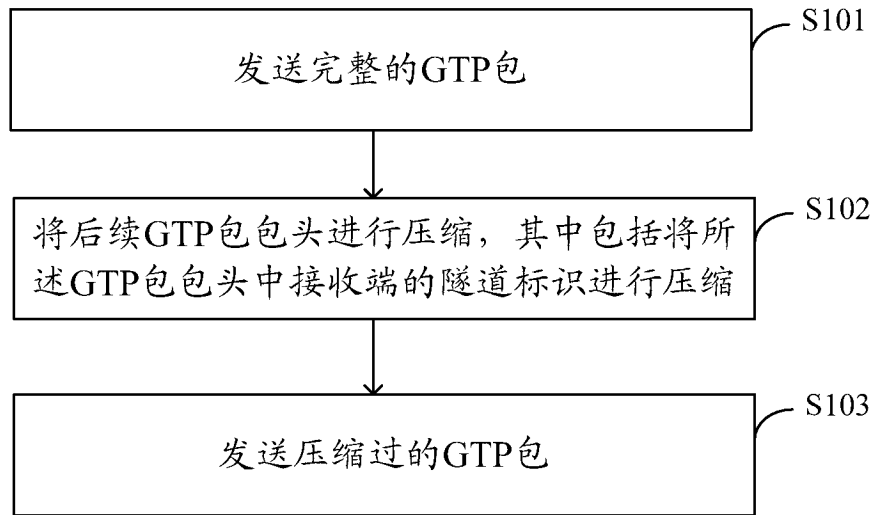 S101
发送完整的GTP包
S102
将后续GTP包包头进行压缩，其中包括将所
述GTP包包头中接收端的隧道标识进行压缩
S103
发送压缩过的GTP包